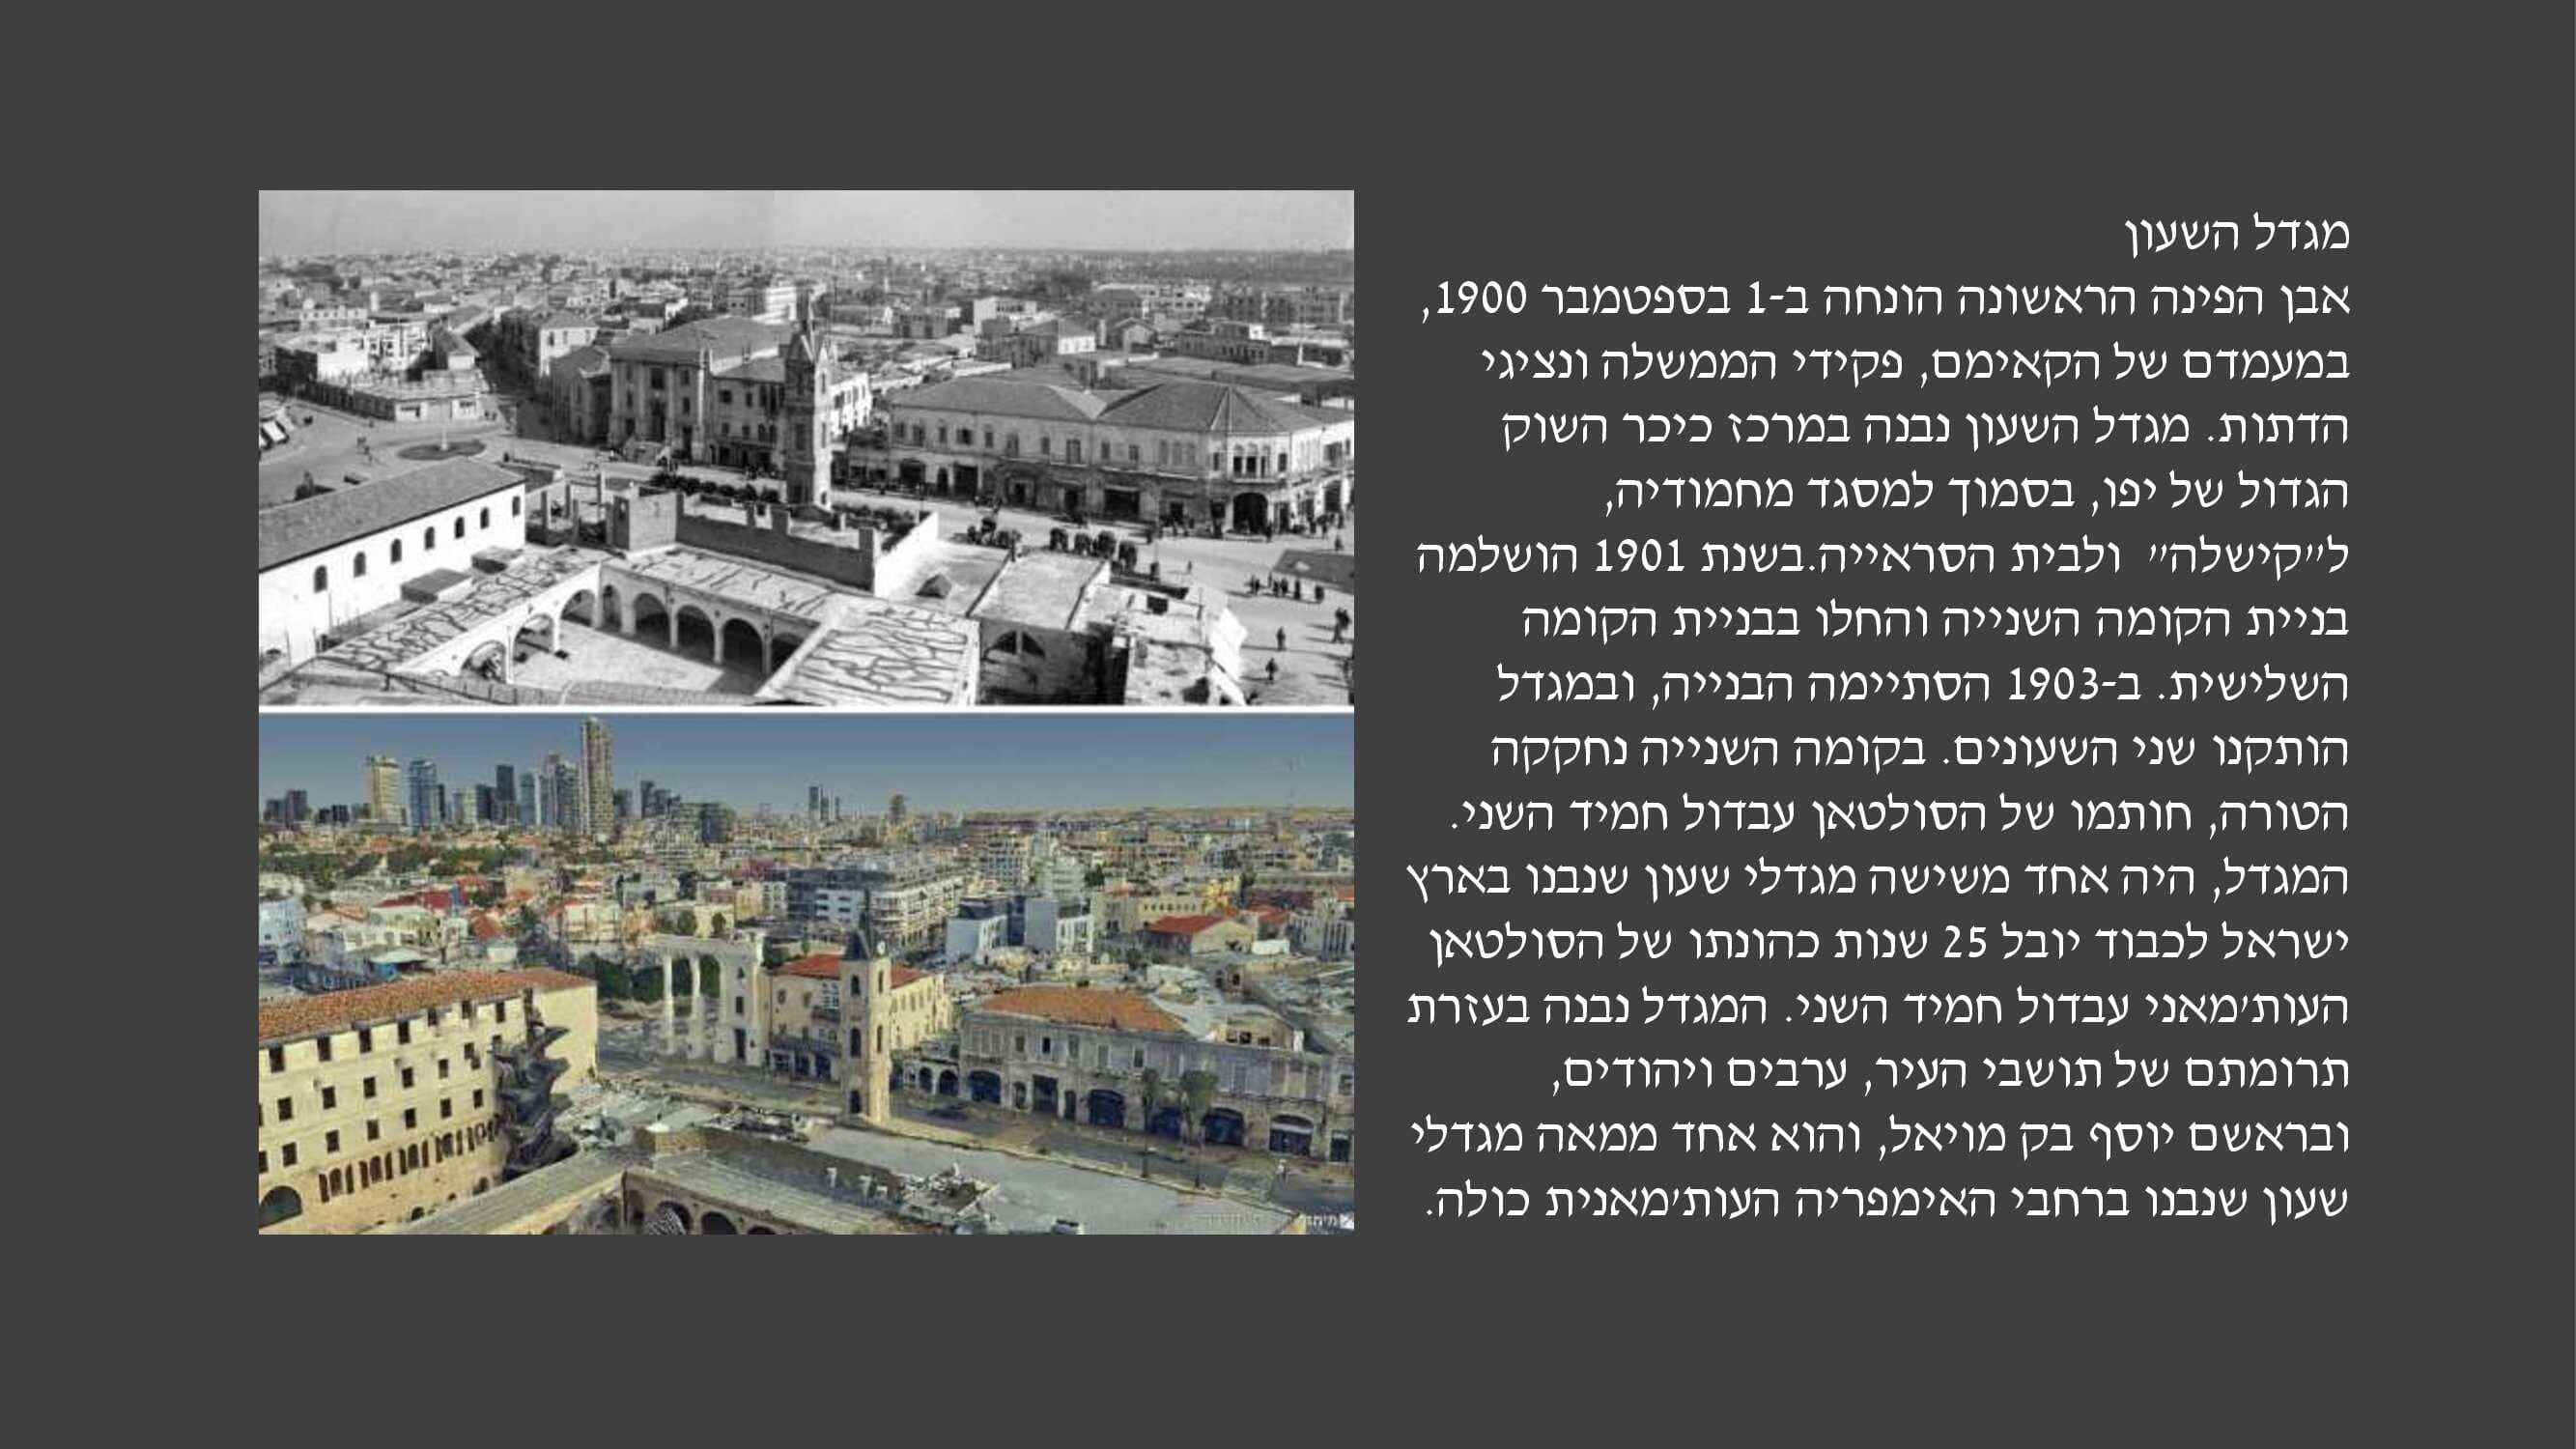 מגדל השעון
אבן הפינה הראשונה הונחה ב-1 בספטמבר 1900,
במעמדם של הקאימם, פקידי הממשלה ונציגי
הדתות. מגדל השעון נבנה במרכז כיכר השוק
הגדול של יפו, בסמוך למסגד מחמודיה,
ל״קישלה״  ולבית הסראייה.בשנת 1901 הושלמה
בניית הקומה השנייה והחלו בבניית הקומה
השלישית. ב-1903 הסתיימה הבנייה, ובמגדל
הותקנו שני השעונים. בקומה השנייה נחקקה
הטורה, חותמו של הסולטאן עבדול חמיד השני.
המגדל, היה אחד משישה מגדלי שעון שנבנו בארץ
ישראל לכבוד יובל 25 שנות כהונתו של הסולטאן
העות׳מאני עבדול חמיד השני. המגדל נבנה בעזרת
תרומתם של תושבי העיר, ערבים ויהודים,
ובראשם יוסף בק מויאל, והוא אחד ממאה מגדלי
שעון שנבנו ברחבי האימפריה העות׳מאנית כולה.